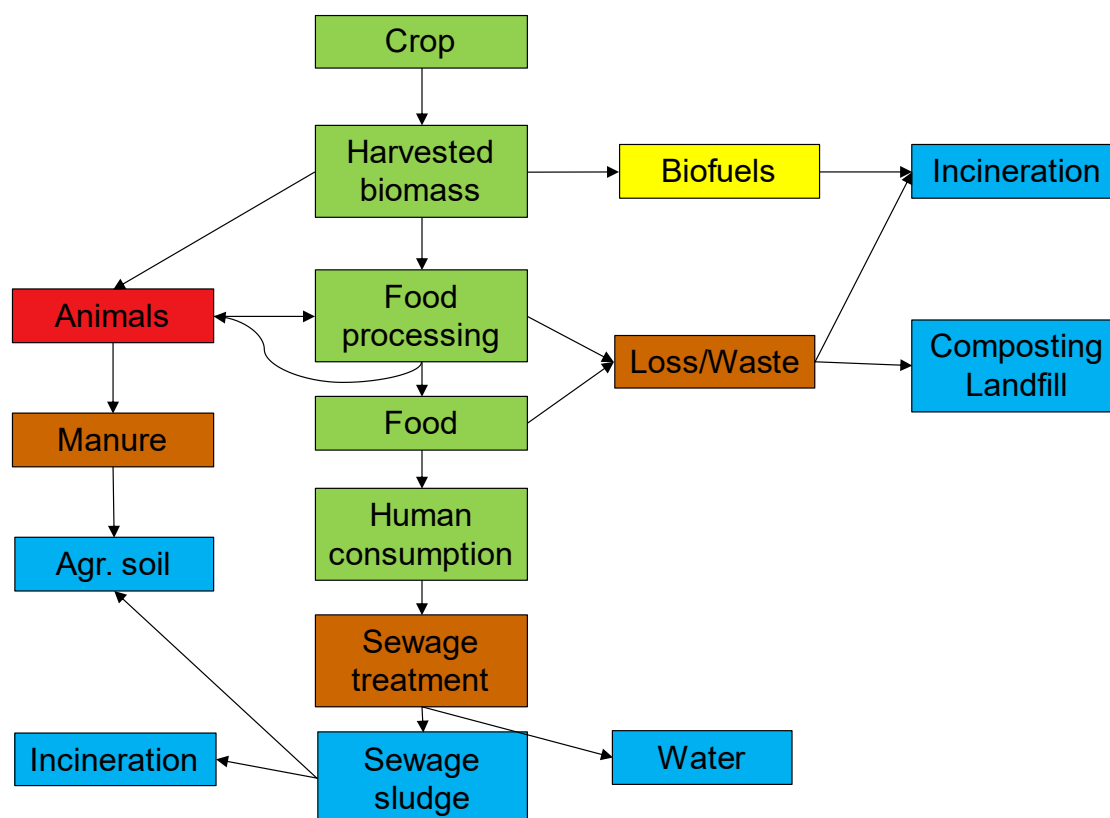 Crop
Harvested
biomass
Biofuels
Incineration
Animals
Food
processing
Loss/Waste
Composting
Landfill
Manure
Food
Human
consumption
Agr. soil
Sewage
treatment
Incineration
Sewage
sludge
Water